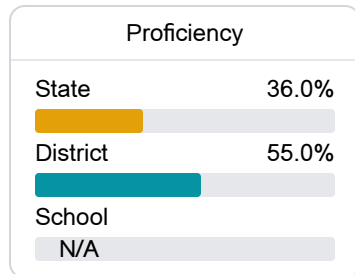 Proficiency
State 36.0%
District 55.0%
School
N/A